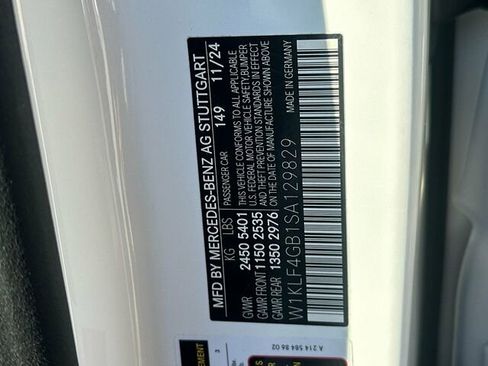 MFD BY MERCEDES-BENZ AG STUTTGART
PASSENGER CAR 149 11/24
KG LBS
GVWR 2450 5401
GAWR FRONT 1150 2535
GAWR REAR 1350 2976
THIS VEHICLE CONFORMS TO ALL APPLICABLE
U.S. FEDERAL MOTOR VEHICLE SAFETY,BUMPER
AND THEFT PREVENTION STANDARDS IN EFFECT
ON THE DATE OF MANUFACTURE SHOWN ABOVE
W1KLF4GB1SA129829
MADE IN GERMANY
A 214 584 86 02
3